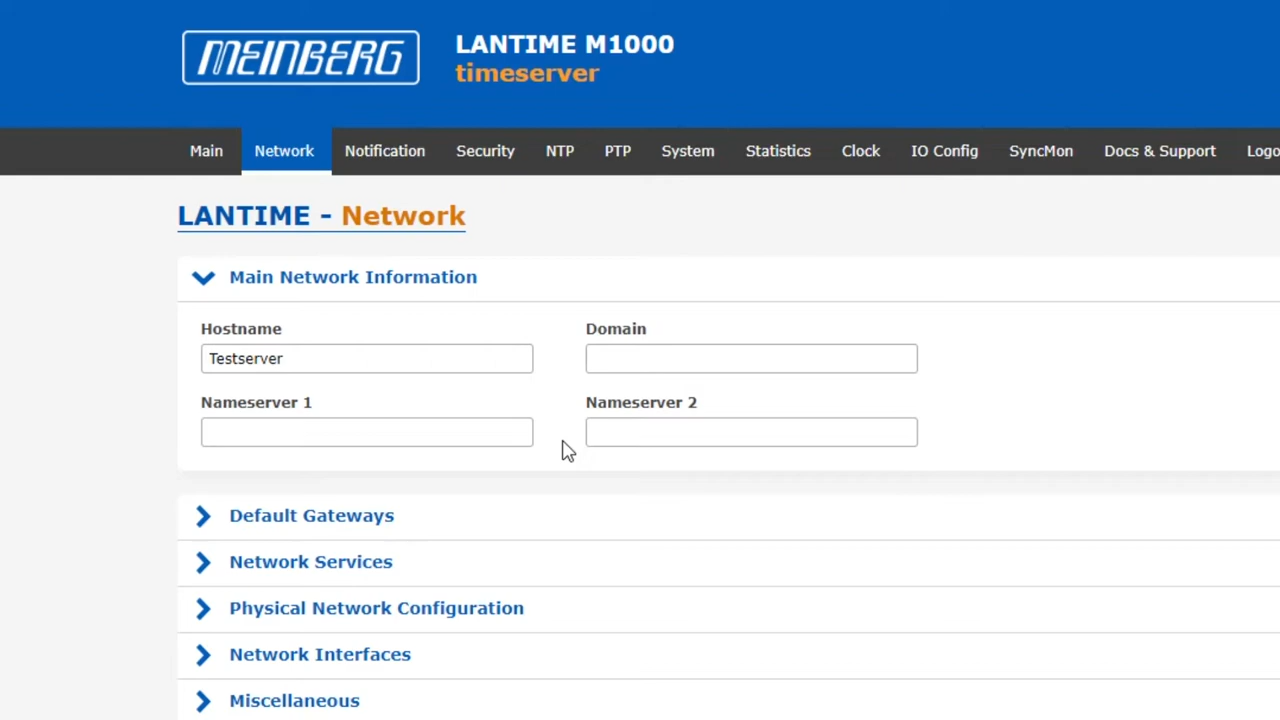 MEINBERG
LANTIME M1000
timeserver
Main Network Notification Security NTP PTP System Statistics Clock IO Config SyncMon Docs & Support Logo
LANTIME - Network
Main Network Information
Hostname Domain
Testserver
Nameserver 1 Nameserver 2
Default Gateways
Network Services
Physical Network Configuration
Network Interfaces
Miscellaneous